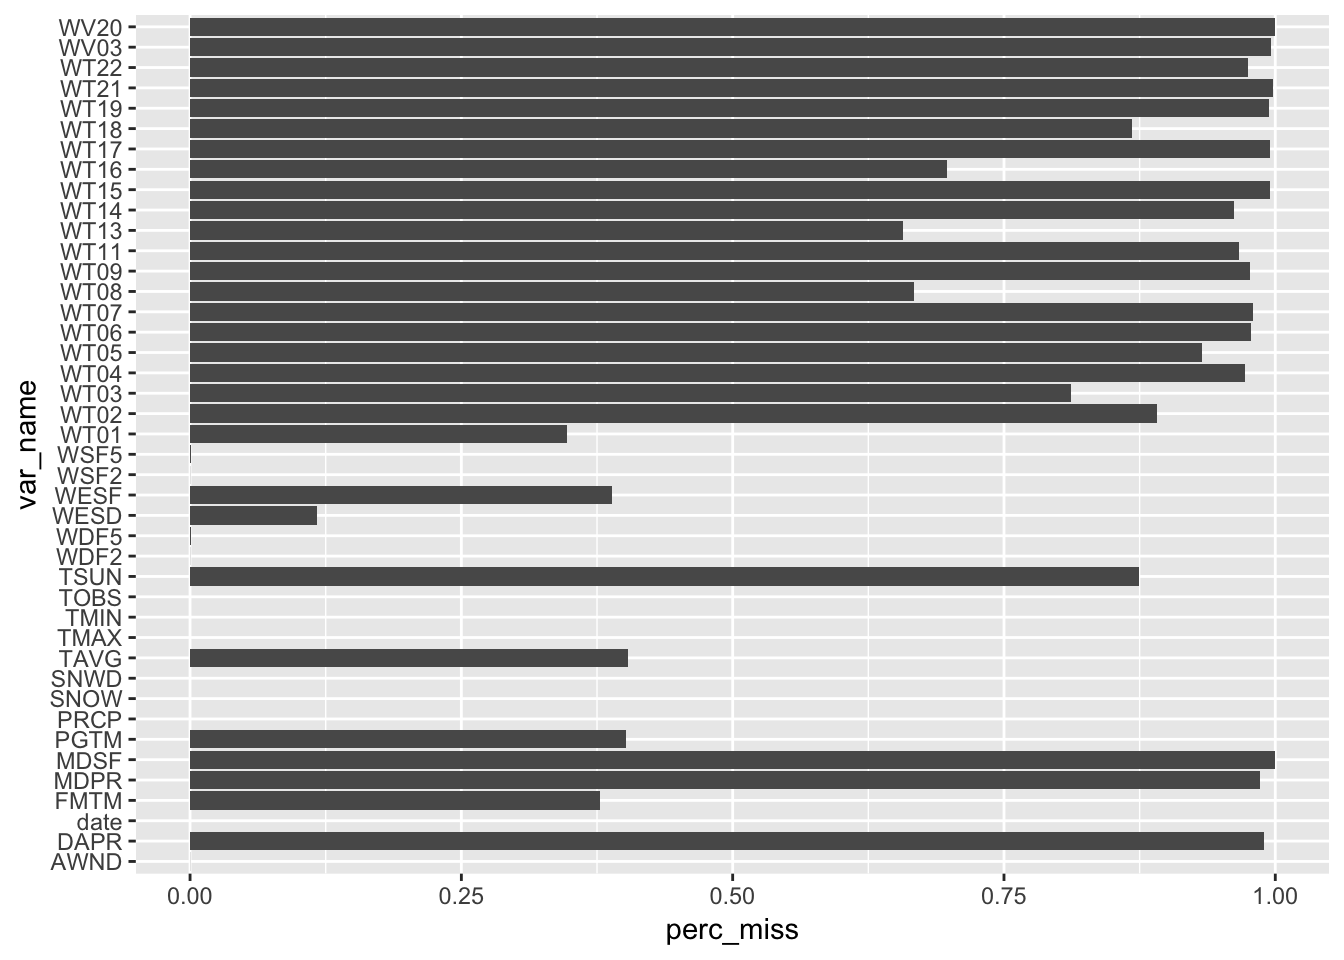 WV20
WV03
WT22
WT21
WT19
WT18
WT17
WT16
WT15
WT14
WT13
WT11
WT09
WT08
WT07
WT06
WT05
WT04
WT03
WT02
WT01
WSF5
WSF2
WESF
WESD
WDF5
WDF2
TSUN
TOBS
TMIN
TMAX
TAVG
SNWD
SNOW
PRCP
PGTM
MDSF
MDPR
FMTM
date
DAPR
AWND
var_name
0.00 0.25 0.50 0.75 1.00
perc_miss